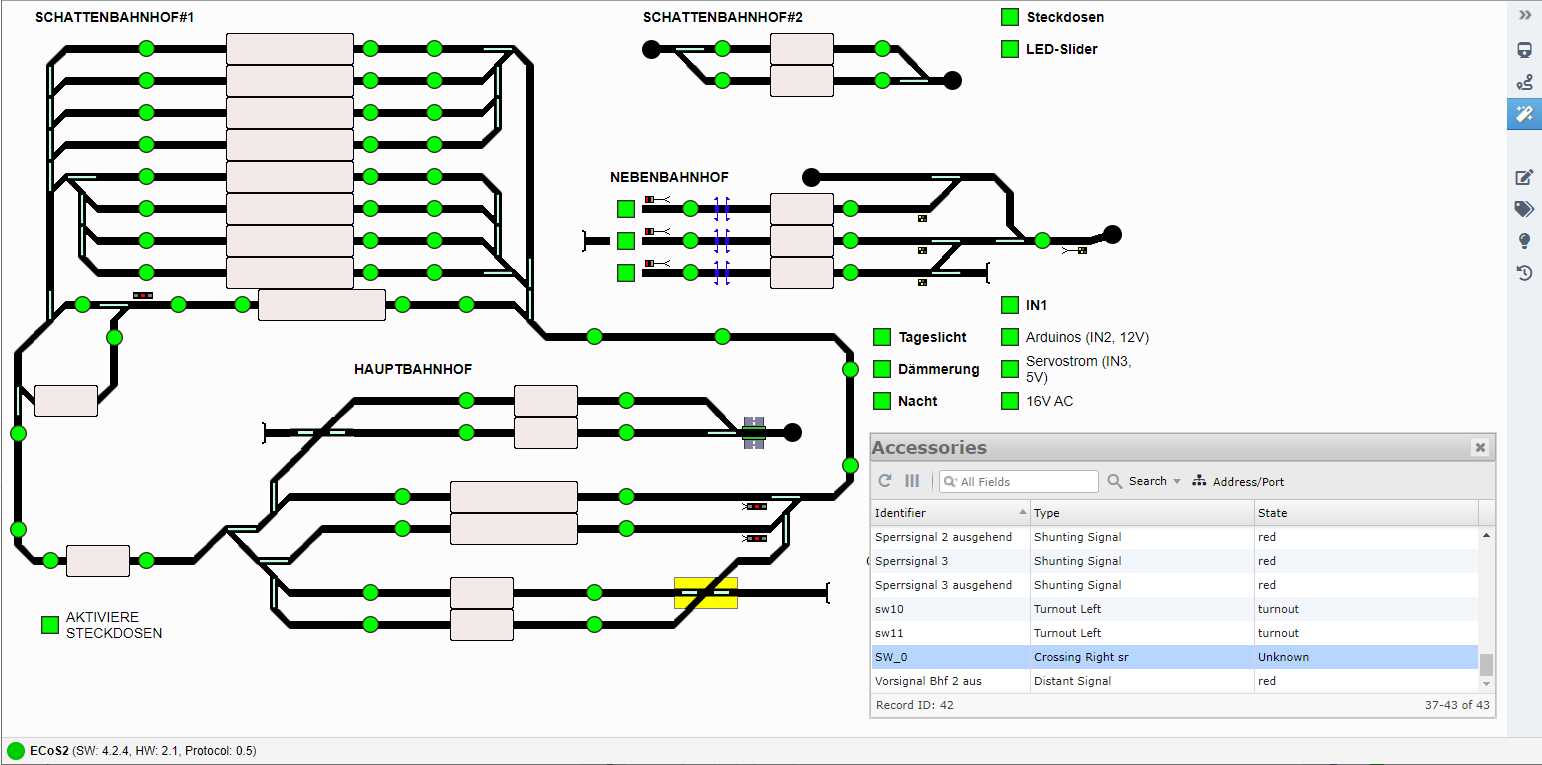 SCHATTENBAHNHOF#1
SCHATTENBAHNHOF#2
Steckdosen
LED-Slider
NEBENBAHNHOF
IN1
Tageslicht
Arduinos (IN2, 12V)
Dämmerung
Servostrom (IN3,
5V)
Nacht
16V AC
HAUPTBAHNHOF
AKTIVIERE
STECKDOSEN
Accessories
All Fields
Search
Address/Port
Identifier Type State
Sperrsignal 2 ausgehend Shunting Signal red
Sperrsignal 3 Shunting Signal red
Sperrsignal 3 ausgehend Shunting Signal red
sw10 Turnout Left turnout
sw11 Turnout Left turnout
SW_0 Crossing Right sr Unknown
Vorsignal Bhf 2 aus Distant Signal red
Record ID: 42 37-43 of 43
ECoS2 (SW: 4.2.4, HW: 2.1, Protocol: 0.5)